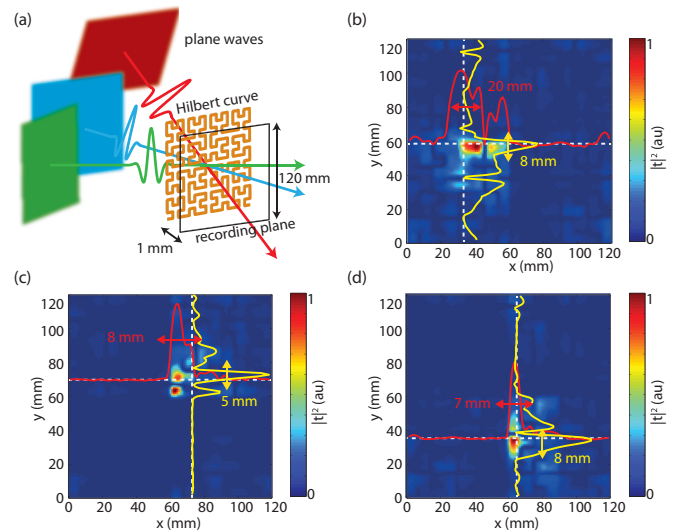 (a)
plane waves
Hilbert curve
120 mm
1 mm
recording plane
(b)
120
100
80
60
40
20
0
y (mm)
20 mm
8 mm
0 20 40 60 80 100 120
x (mm)
1
0
|t|² (au)
(c)
120
100
80
60
40
20
0
y (mm)
8 mm
5 mm
0 20 40 60 80 100 120
x (mm)
1
0
|t|² (au)
(d)
120
100
80
60
40
20
0
y (mm)
7 mm
8 mm
0 20 40 60 80 100 120
x (mm)
1
0
|t|² (au)